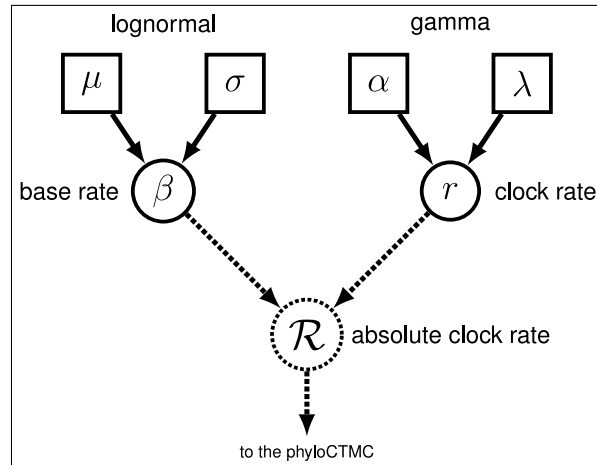 lognormal gamma
μ σ α λ
base rate β r clock rate
ℛ absolute clock rate
to the phyloCTMC